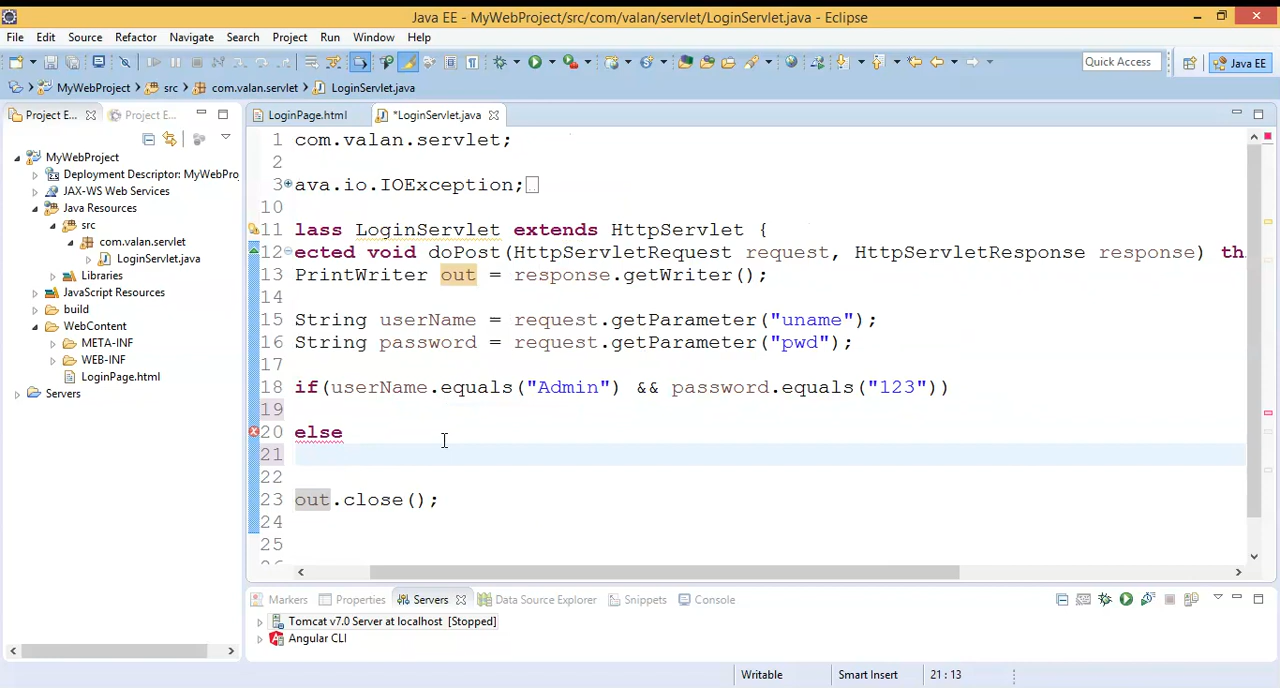 Java EE - MyWebProject/src/com/valan/servlet/LoginServlet.java - Eclipse
File Edit Source Refactor Navigate Search Project Run Window Help
Quick Access Java EE
MyWebProject src com.valan.servlet LoginServlet.java
Project E... Project E...
LoginPage.html *LoginServlet.java
MyWebProject
Deployment Descriptor: MyWebPro
JAX-WS Web Services
Java Resources
src
com.valan.servlet
LoginServlet.java
Libraries
JavaScript Resources
build
WebContent
META-INF
WEB-INF
LoginPage.html
Servers
1 com.valan.servlet;
2
3 ava.io.IOException;
10
11 lass LoginServlet extends HttpServlet {
12 ected void doPost(HttpServletRequest request, HttpServletResponse response) th
13 PrintWriter out = response.getWriter();
14
15 String userName = request.getParameter("uname");
16 String password = request.getParameter("pwd");
17
18 if(userName.equals("Admin") && password.equals("123"))
19
20 else
21
22
23 out.close();
24
25
26
Markers Properties Servers Data Source Explorer Snippets Console
Tomcat v7.0 Server at localhost [Stopped]
Angular CLI
Writable Smart Insert 21 : 13